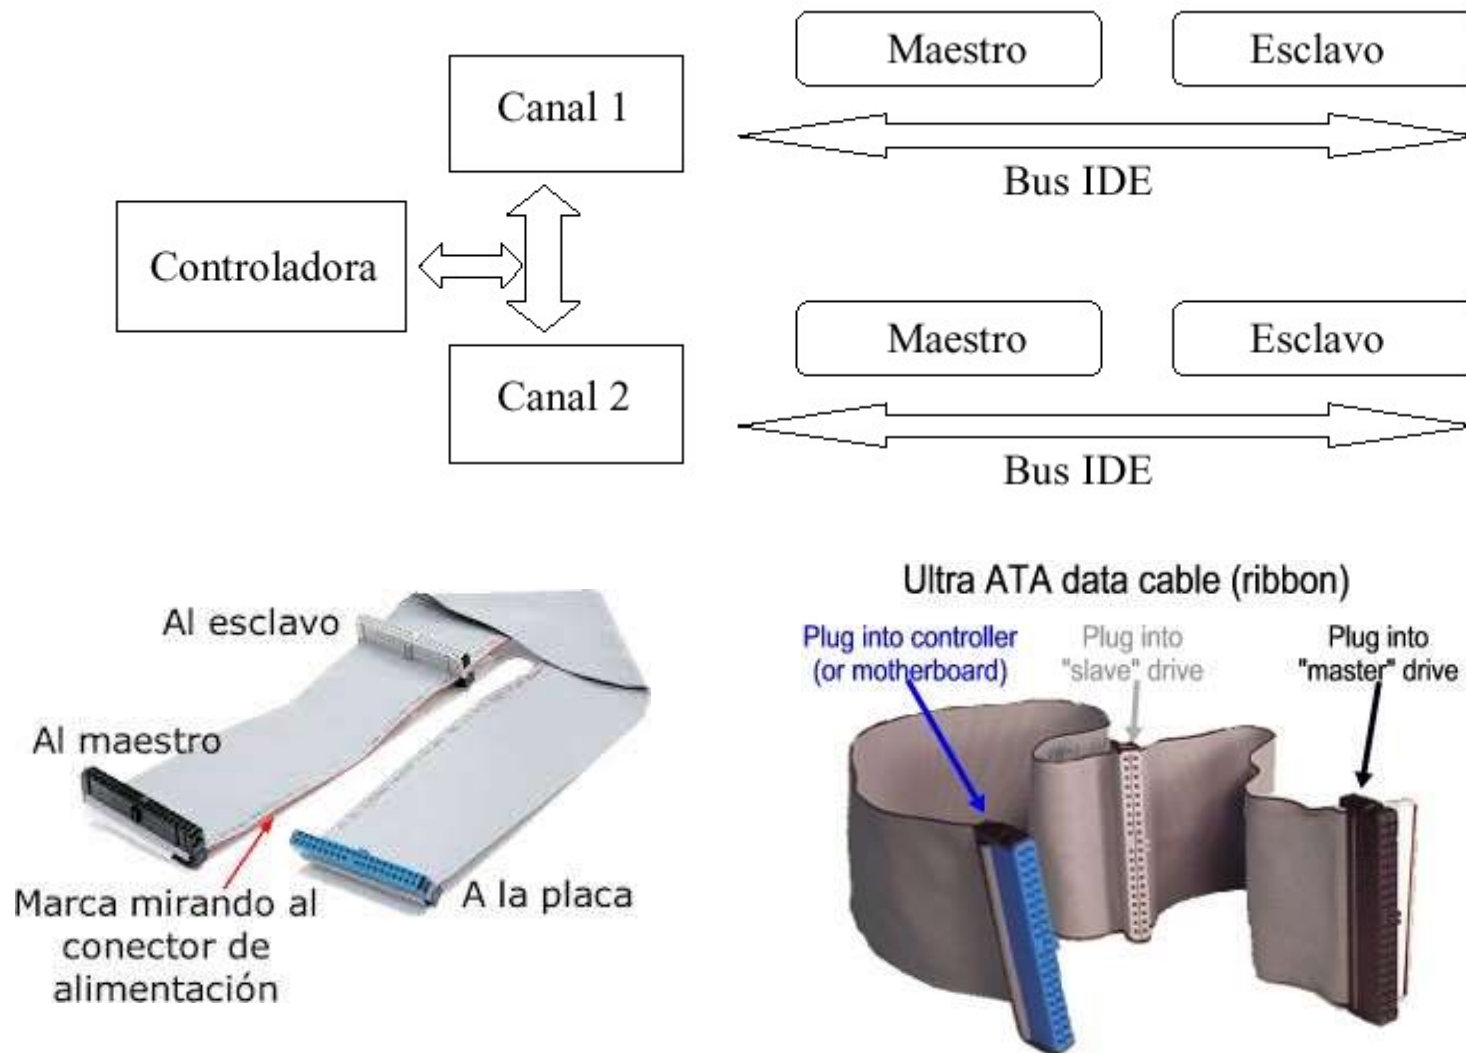 Maestro
Esclavo
Canal 1
Bus IDE
Controladora
Maestro
Esclavo
Canal 2
Bus IDE
Al esclavo
Al maestro
Marca mirando al
conector de
alimentación
A la placa
Ultra ATA data cable (ribbon)
Plug into controller
(or motherboard)
Plug into
"slave" drive
Plug into
"master" drive